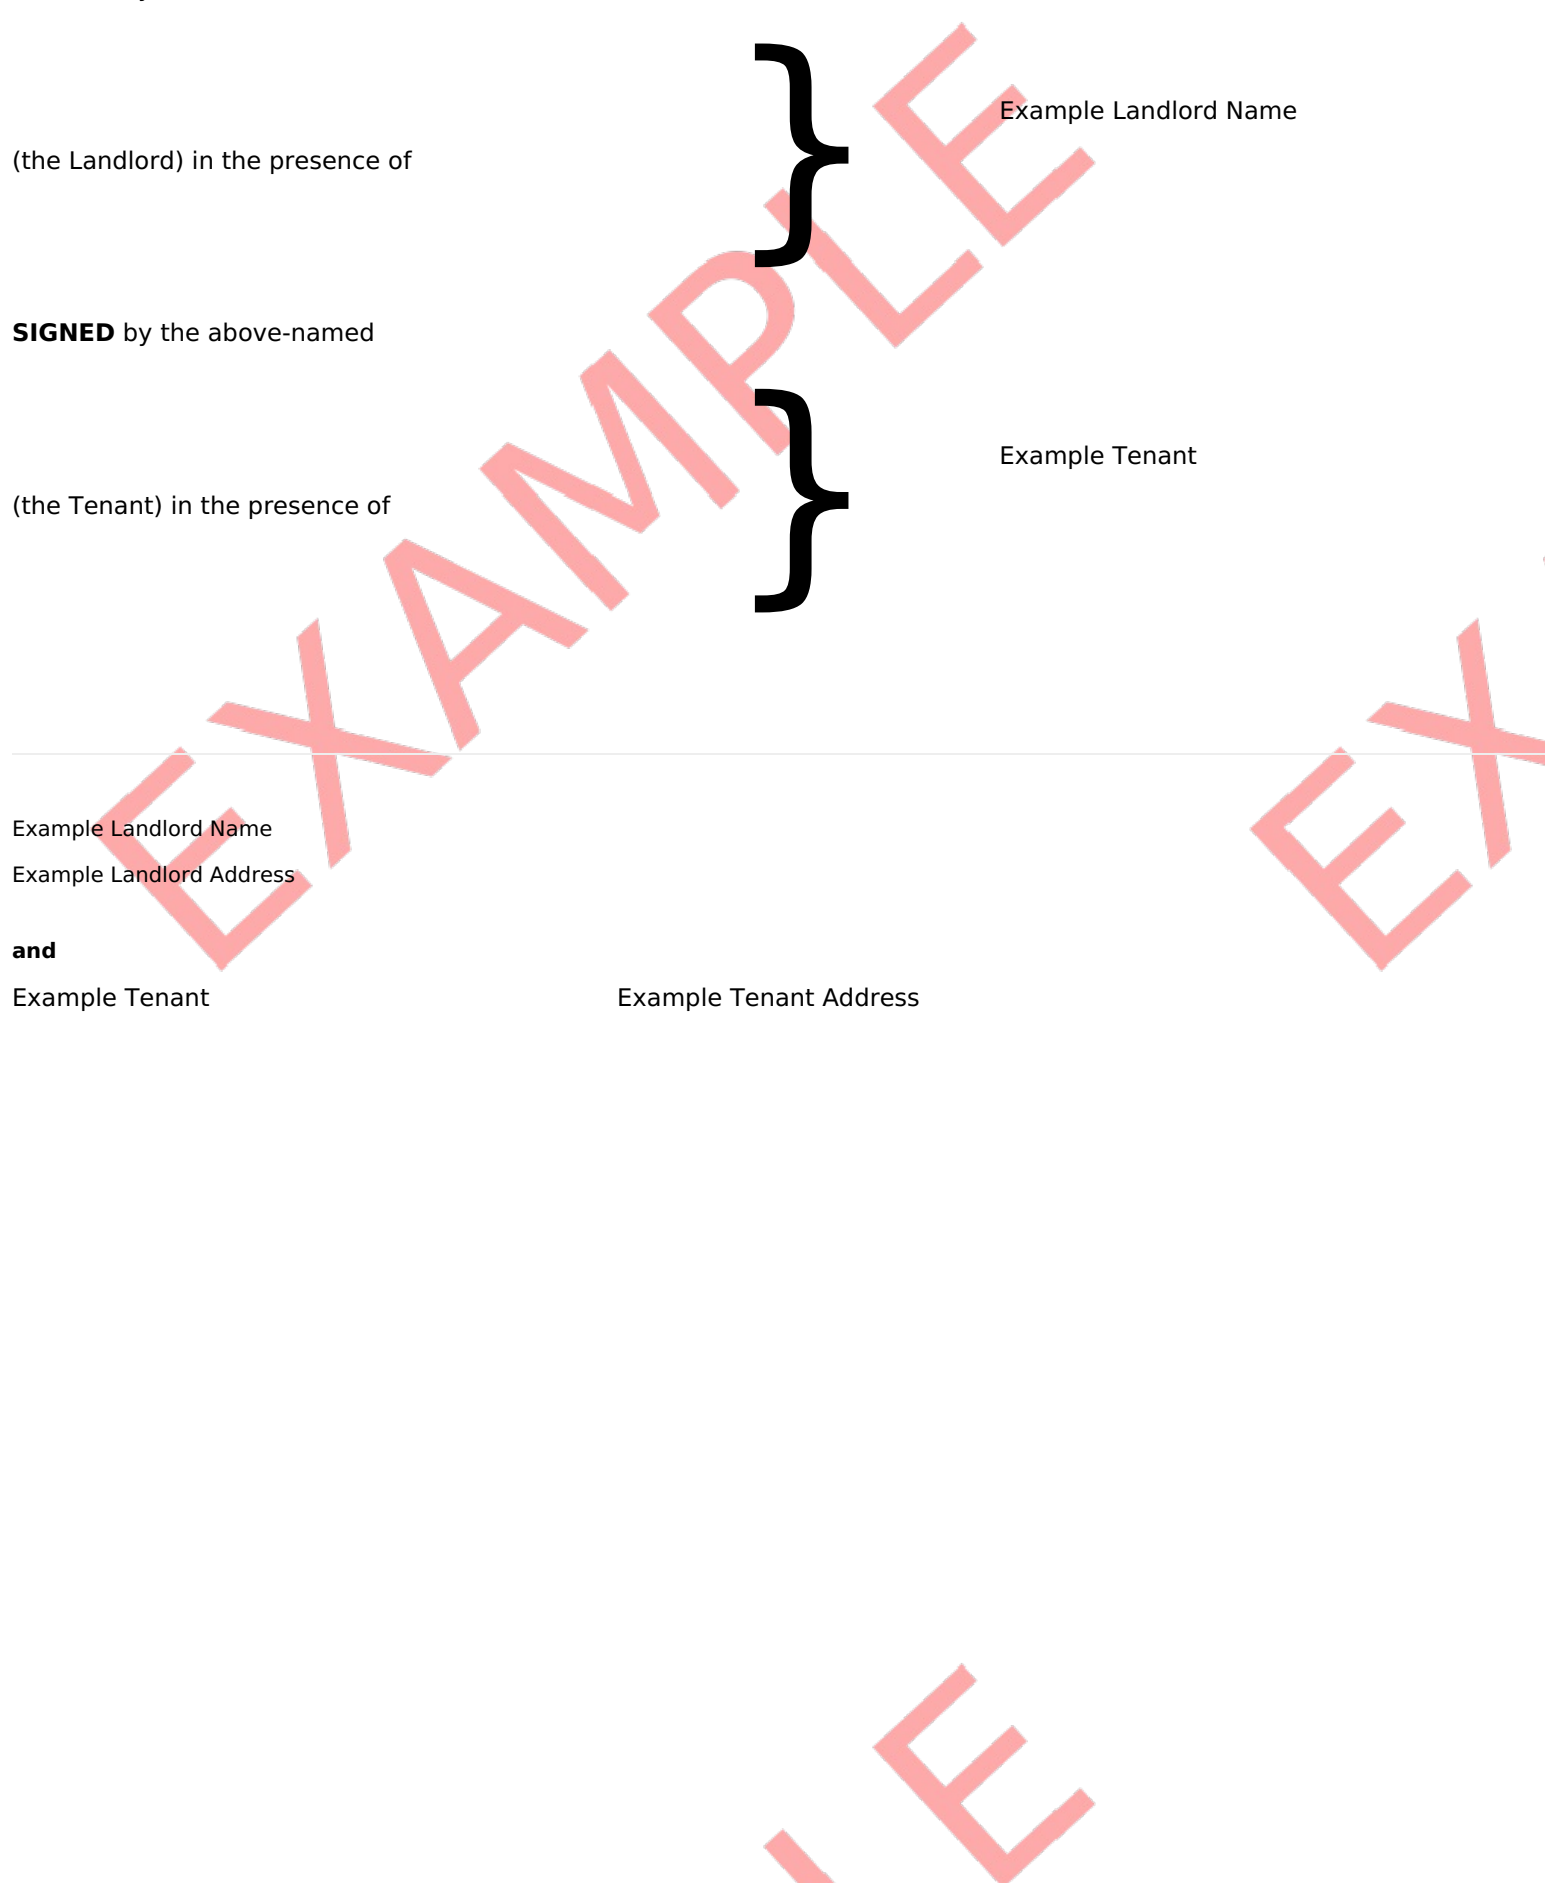 }
Example Landlord Name
(the Landlord) in the presence of
SIGNED by the above-named
}
Example Tenant
(the Tenant) in the presence of
EXAMPLE
Example Landlord Name
Example Landlord Address
and
Example Tenant Example Tenant Address